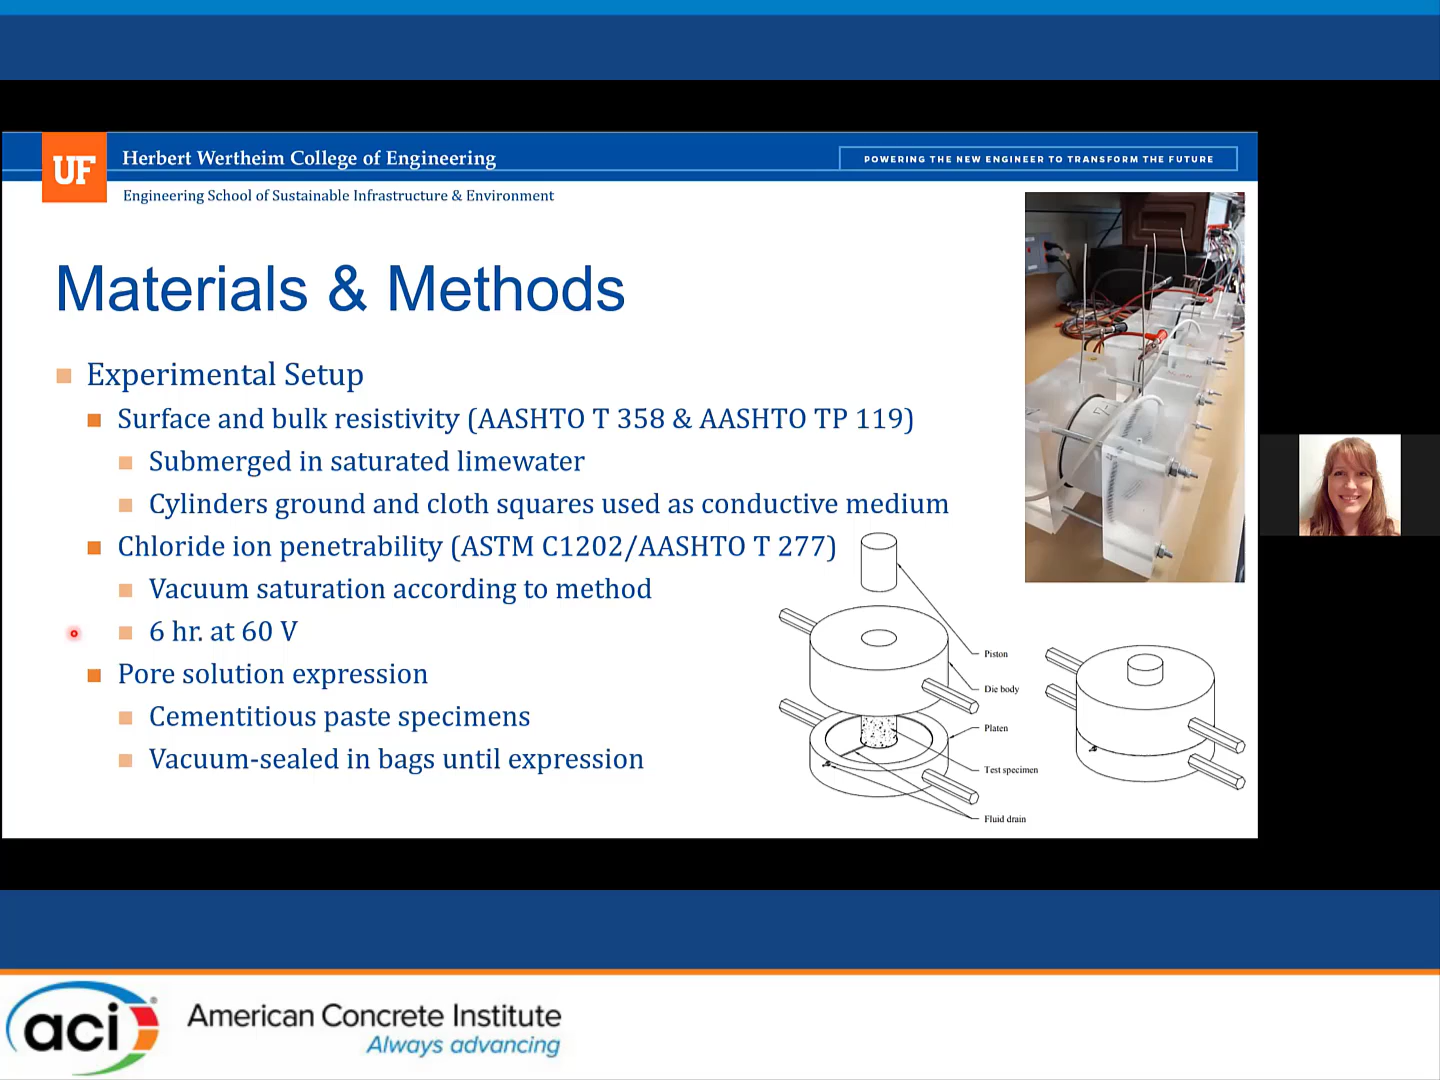 UF
Herbert Wertheim College of Engineering
POWERING THE NEW ENGINEER TO TRANSFORM THE FUTURE
Engineering School of Sustainable Infrastructure & Environment
Materials & Methods
Experimental Setup
Surface and bulk resistivity (AASHTO T 358 & AASHTO TP 119)
Submerged in saturated limewater
Cylinders ground and cloth squares used as conductive medium
Chloride ion penetrability (ASTM C1202/AASHTO T 277)
Vacuum saturation according to method
6 hr. at 60 V
Pore solution expression
Cementitious paste specimens
Vacuum-sealed in bags until expression
Piston
Die body
Platen
Test specimen
Fluid drain
aci
American Concrete Institute
Always advancing